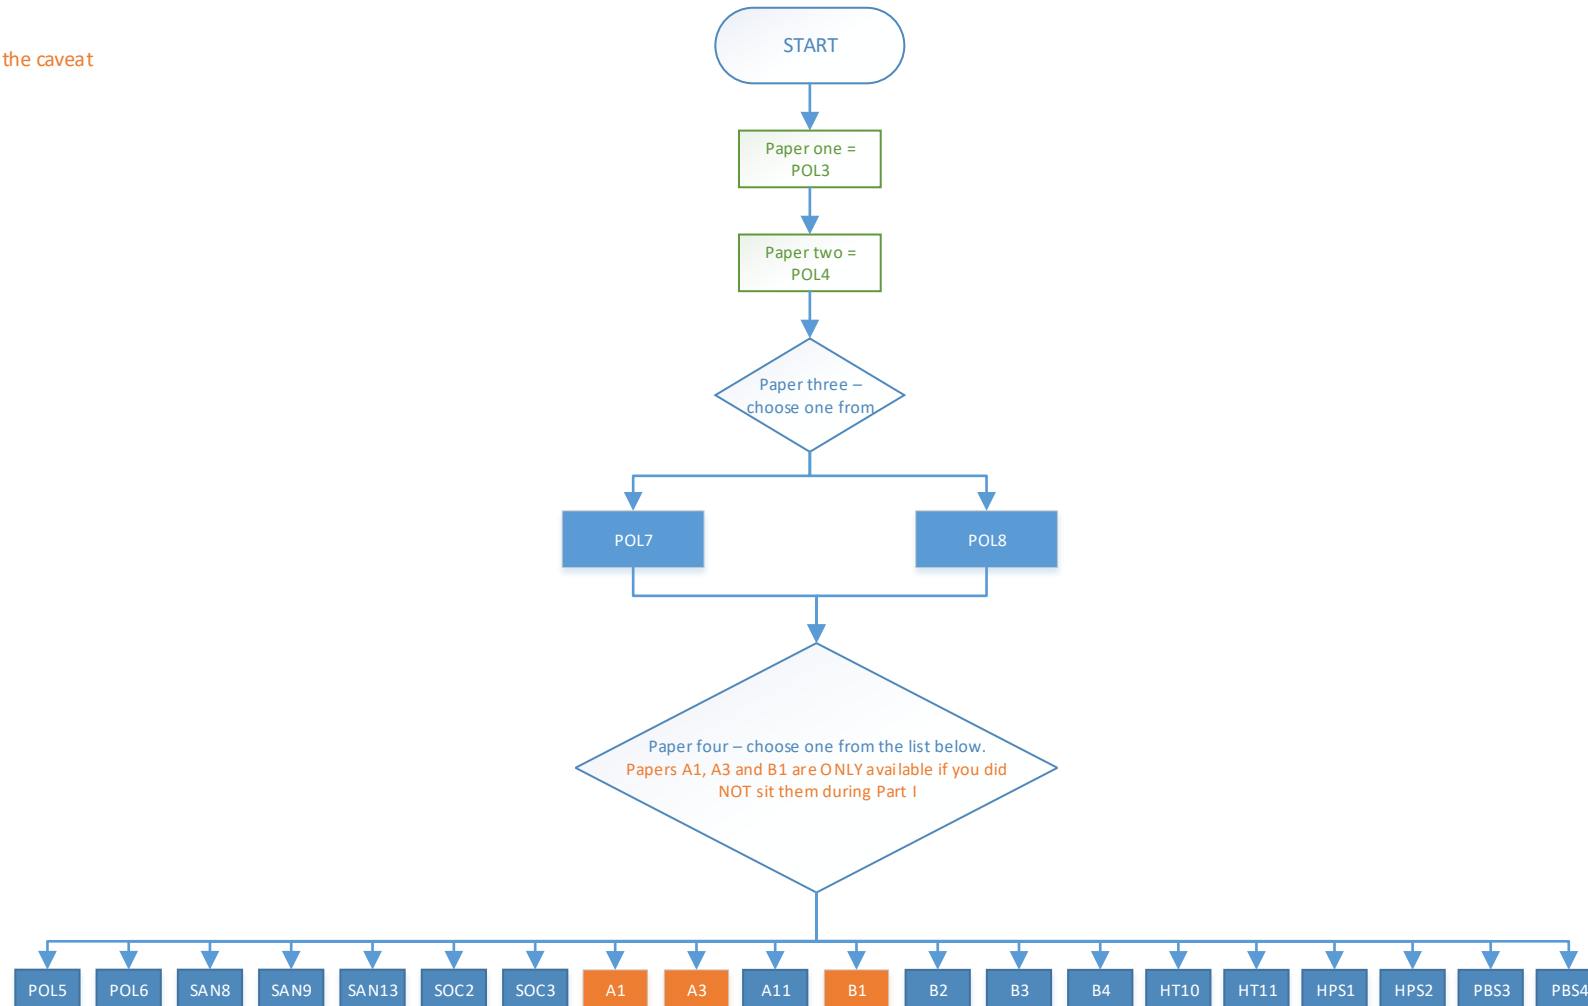 START
the caveat
Paper one =
POL3
Paper two =
POL4
Paper three –
choose one from
POL7
POL8
Paper four – choose one from the list below.
Papers A1, A3 and B1 are ONLY available if you did
NOT sit them during Part I
POL5
POL6
SAN8
SAN9
SAN13
SOC2
SOC3
A1
A3
A11
B1
B2
B3
B4
HT10
HT11
HPS1
HPS2
PBS3
PBS4